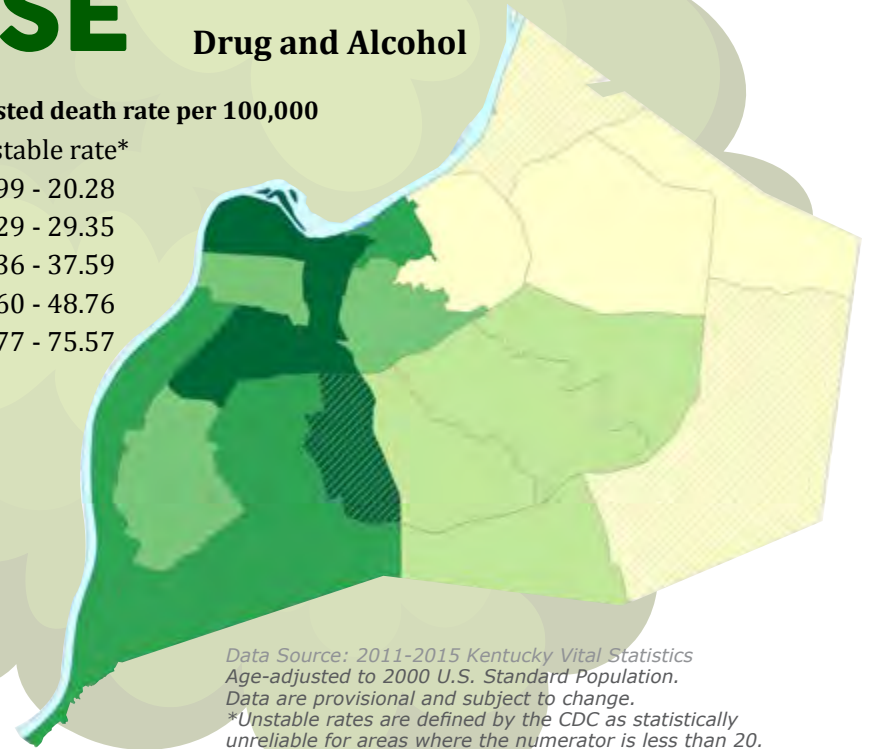 SE
Drug and Alcohol
sted death rate per 100,000
stable rate*
99 - 20.28
29 - 29.35
36 - 37.59
60 - 48.76
77 - 75.57
Data Source: 2011-2015 Kentucky Vital Statistics
Age-adjusted to 2000 U.S. Standard Population.
Data are provisional and subject to change.
*Unstable rates are defined by the CDC as statistically
unreliable for areas where the numerator is less than 20.